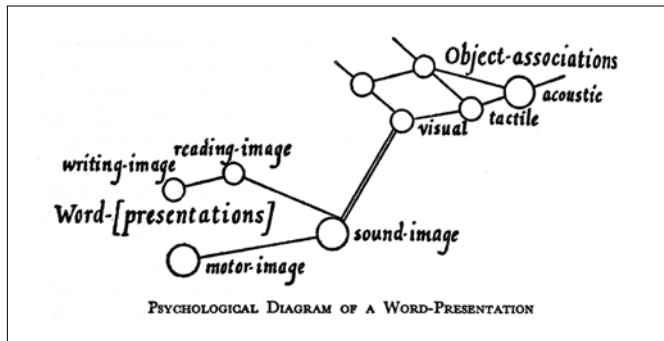 Object-associations
acoustic
tactile
visual
reading-image
writing-image
Word-[presentations]
sound-image
motor-image
PSYCHOLOGICAL DIAGRAM OF A WORD-PRESENTATION